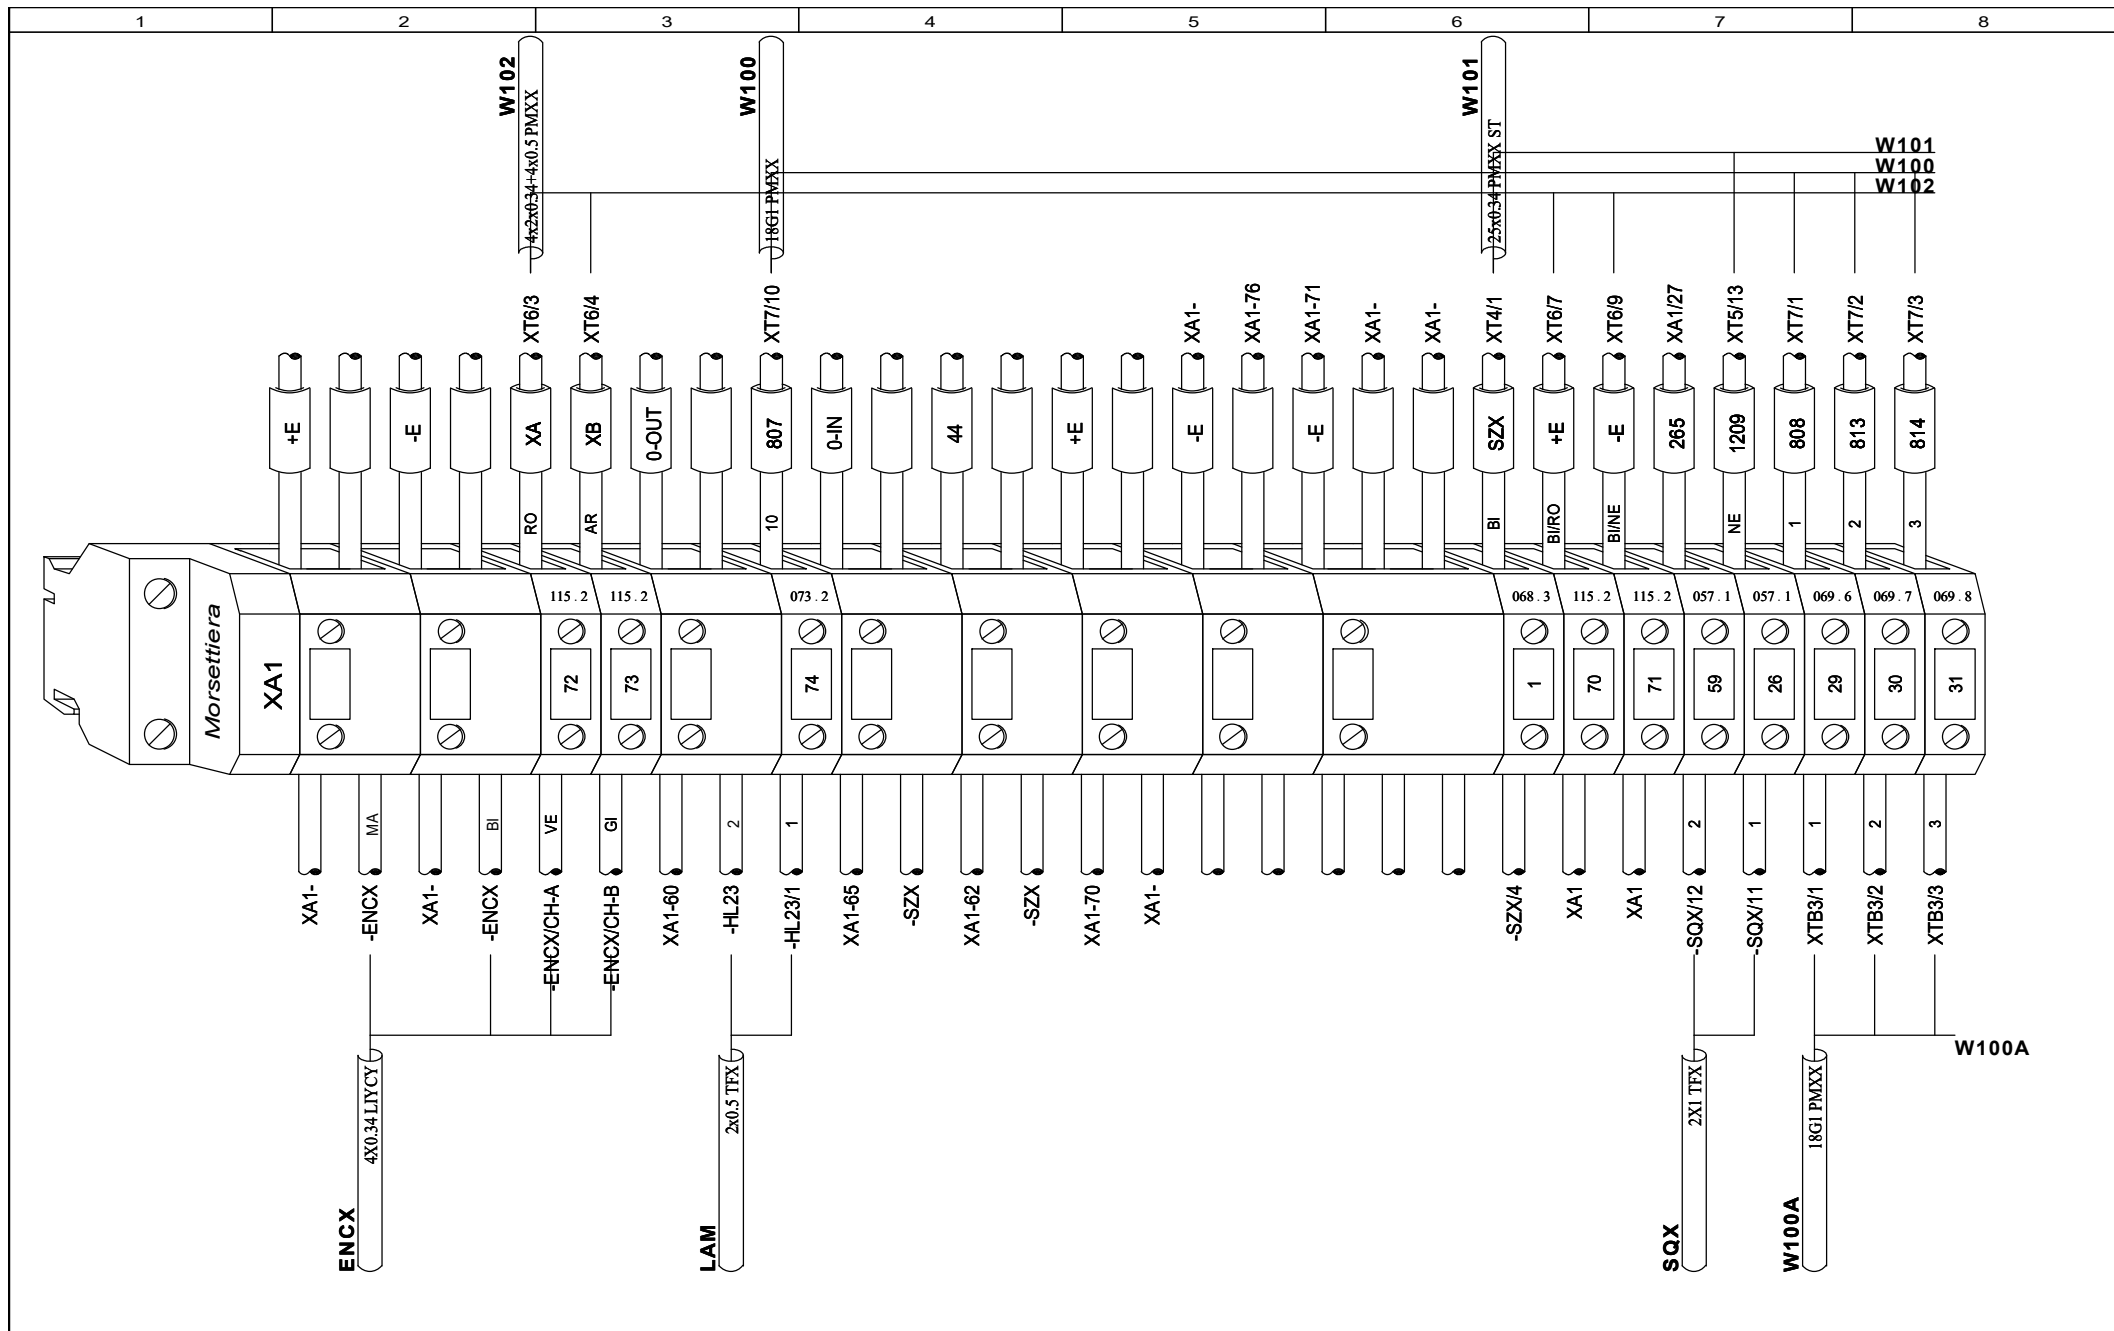 1 2 3 4 5 6 7 8
W102
4x2x0.34+4x0.5 PMXX
W100
18G1 PMXX
W101
25x0.34 PMXX ST
W101
W100
W102
XT6/3
XT6/4
XT7/10
XA1-
XA1-76
XA1-71
XA1-
XA1-
XT4/1
XT6/7
XT6/9
XA1/27
XT5/13
XT7/1
XT7/2
XT7/3
+E
-E
XA
XB
0-OUT
807
0-IN
44
+E
-E
-E
SZX
+E
-E
265
1209
808
813
814
RO
AR
10
BI
BI/RO
BI/NE
NE
1
2
3
115 . 2
115 . 2
073 . 2
068 . 3
115 . 2
115 . 2
057 . 1
057 . 1
069 . 6
069 . 7
069 . 8
Morsettiera
XA1
72
73
74
1
70
71
59
26
29
30
31
MA
BI
VE
GI
2
1
2
1
1
2
3
XA1-
-ENCX
XA1-
-ENCX
-ENCX/CH-A
-ENCX/CH-B
XA1-60
-HL23
-HL23/1
XA1-65
-SZX
XA1-62
-SZX
XA1-70
XA1-
-SZX/4
XA1
XA1
-SQX/12
-SQX/11
XTB3/1
XTB3/2
XTB3/3
W100A
ENCX
4X0.34 LIYCY
LAM
2x0.5 TFX
SQX
2X1 TFX
W100A
18G1 PMXX